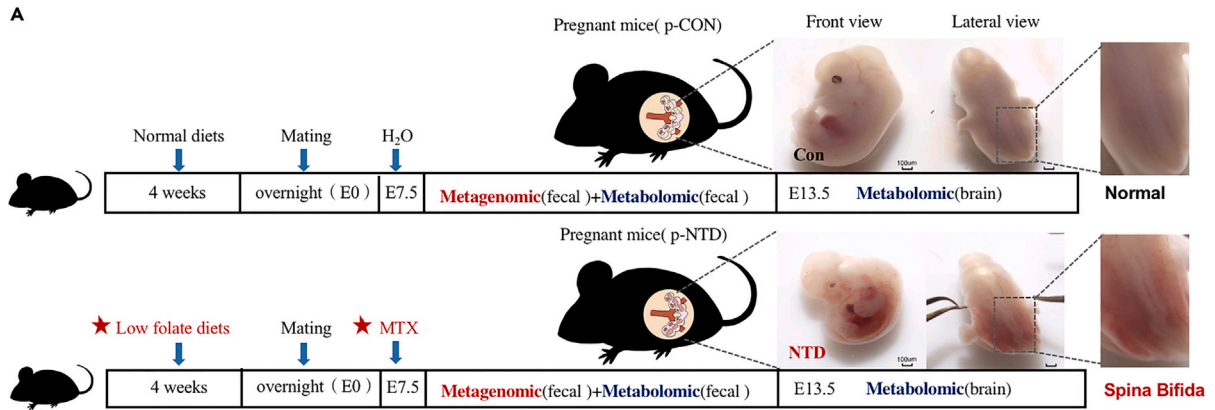 A
Pregnant mice( p-CON)
Front view
Lateral view
Normal diets
Mating
H₂O
Con
100μm
4 weeks
overnight ( E0 )
E7.5
Metagenomic(fecal )+Metabolomic(fecal )
E13.5
Metabolomic(brain)
Normal
Pregnant mice( p-NTD)
★ Low folate diets
Mating
★ MTX
NTD
100μm
4 weeks
overnight ( E0 )
E7.5
Metagenomic(fecal )+Metabolomic(fecal )
E13.5
Metabolomic(brain)
Spina Bifida